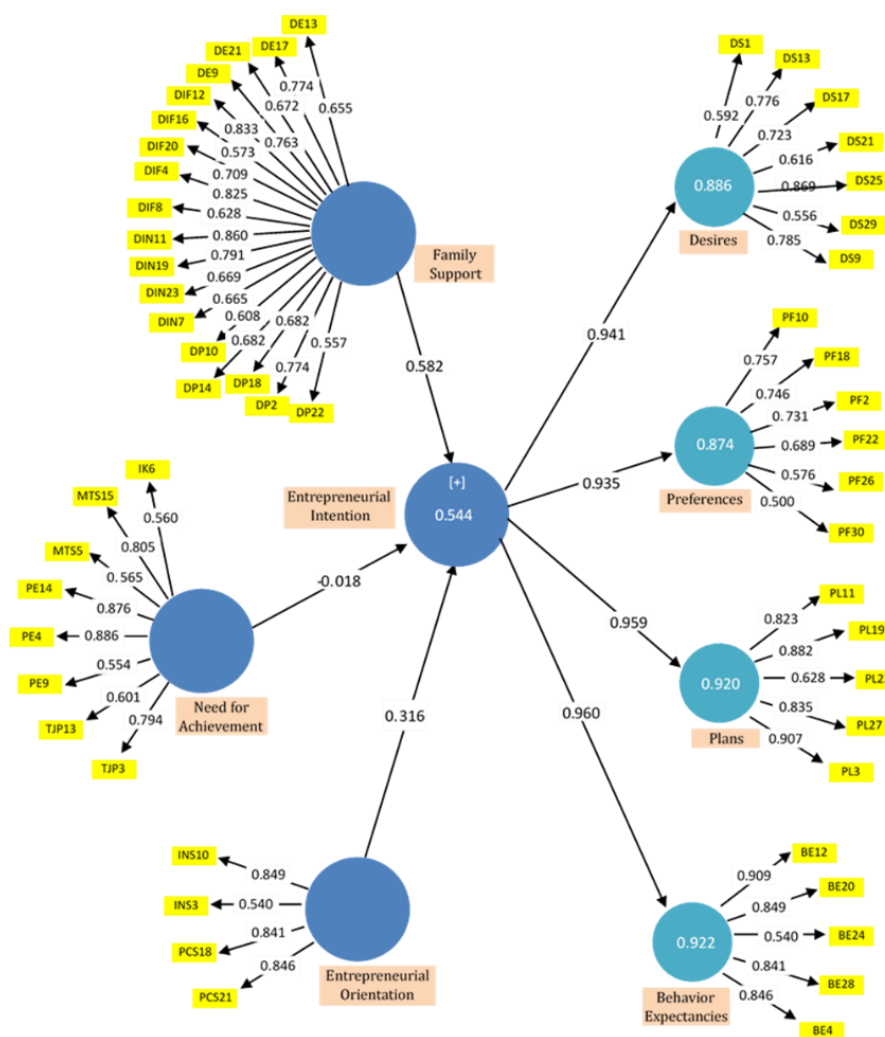 DE13
DE17
DE21
DE9
DIF12
DIF16
DIF20
DIF4
DIF8
DIN11
DIN19
DIN23
DIN7
DP10
DP14
DP18
DP2
DP22
0.655
0.774
0.672
0.763
0.833
0.573
0.709
0.825
0.628
0.860
0.791
0.669
0.665
0.608
0.682
0.682
0.774
0.557
Family
Support
0.582
IK6
MTS15
MTS5
PE14
PE4
PE9
TJP13
TJP3
0.560
0.805
0.565
0.876
0.886
0.554
0.601
0.794
Need for
Achievement
-0.018
INS10
INS3
PCS18
PCS21
0.849
0.540
0.841
0.846
Entrepreneurial
Orientation
0.316
Entrepreneurial
Intention
[+]
0.544
0.941
0.935
0.959
0.960
DS1
DS13
DS17
DS21
DS25
DS29
DS9
0.592
0.776
0.723
0.616
0.869
0.556
0.785
0.886
Desires
PF10
PF18
PF2
PF22
PF26
PF30
0.757
0.746
0.731
0.689
0.576
0.500
0.874
Preferences
PL11
PL19
PL2
PL27
PL3
0.823
0.882
0.628
0.835
0.907
0.920
Plans
BE12
BE20
BE24
BE28
BE4
0.909
0.849
0.540
0.841
0.846
0.922
Behavior
Expectancies